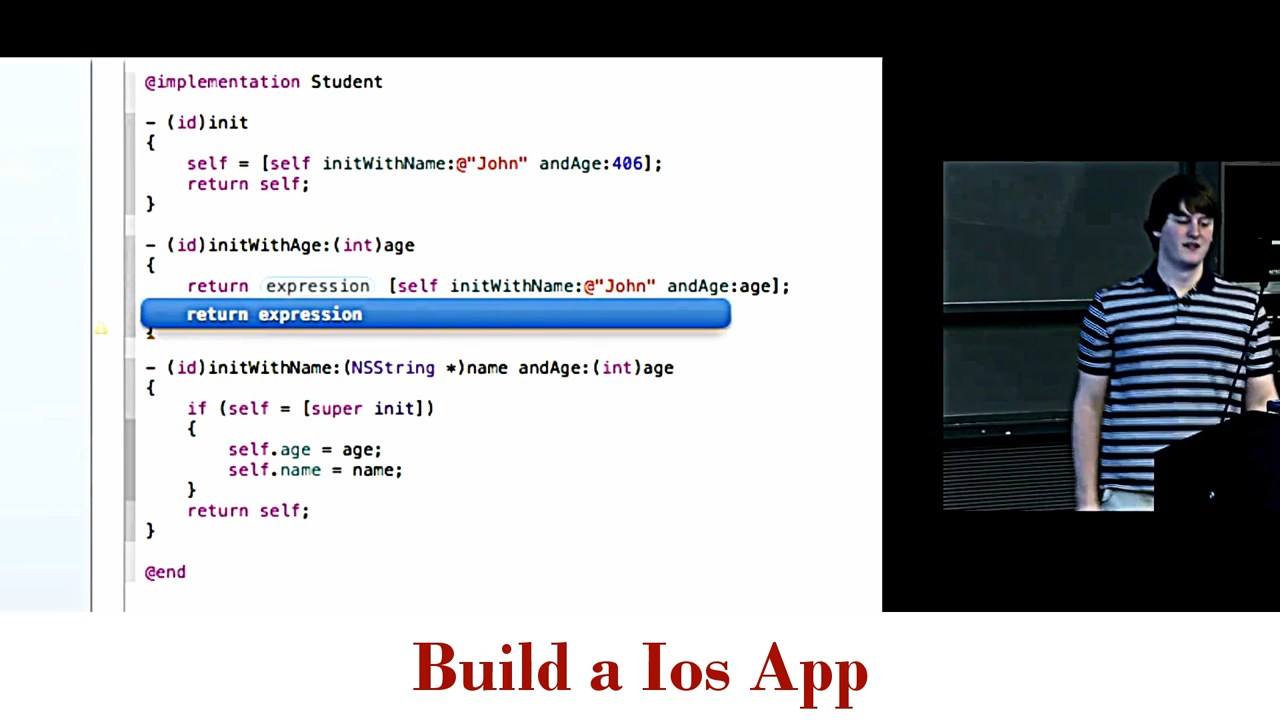 @implementation Student
- (id)init
{
self = [self initWithName:@"John" andAge:406];
return self;
}
- (id)initWithAge:(int)age
{
return expression [self initWithName:@"John" andAge:age];
return expression
- (id)initWithName:(NSString *)name andAge:(int)age
{
if (self = [super init])
{
self.age = age;
self.name = name;
}
return self;
}
@end
Build a Ios App